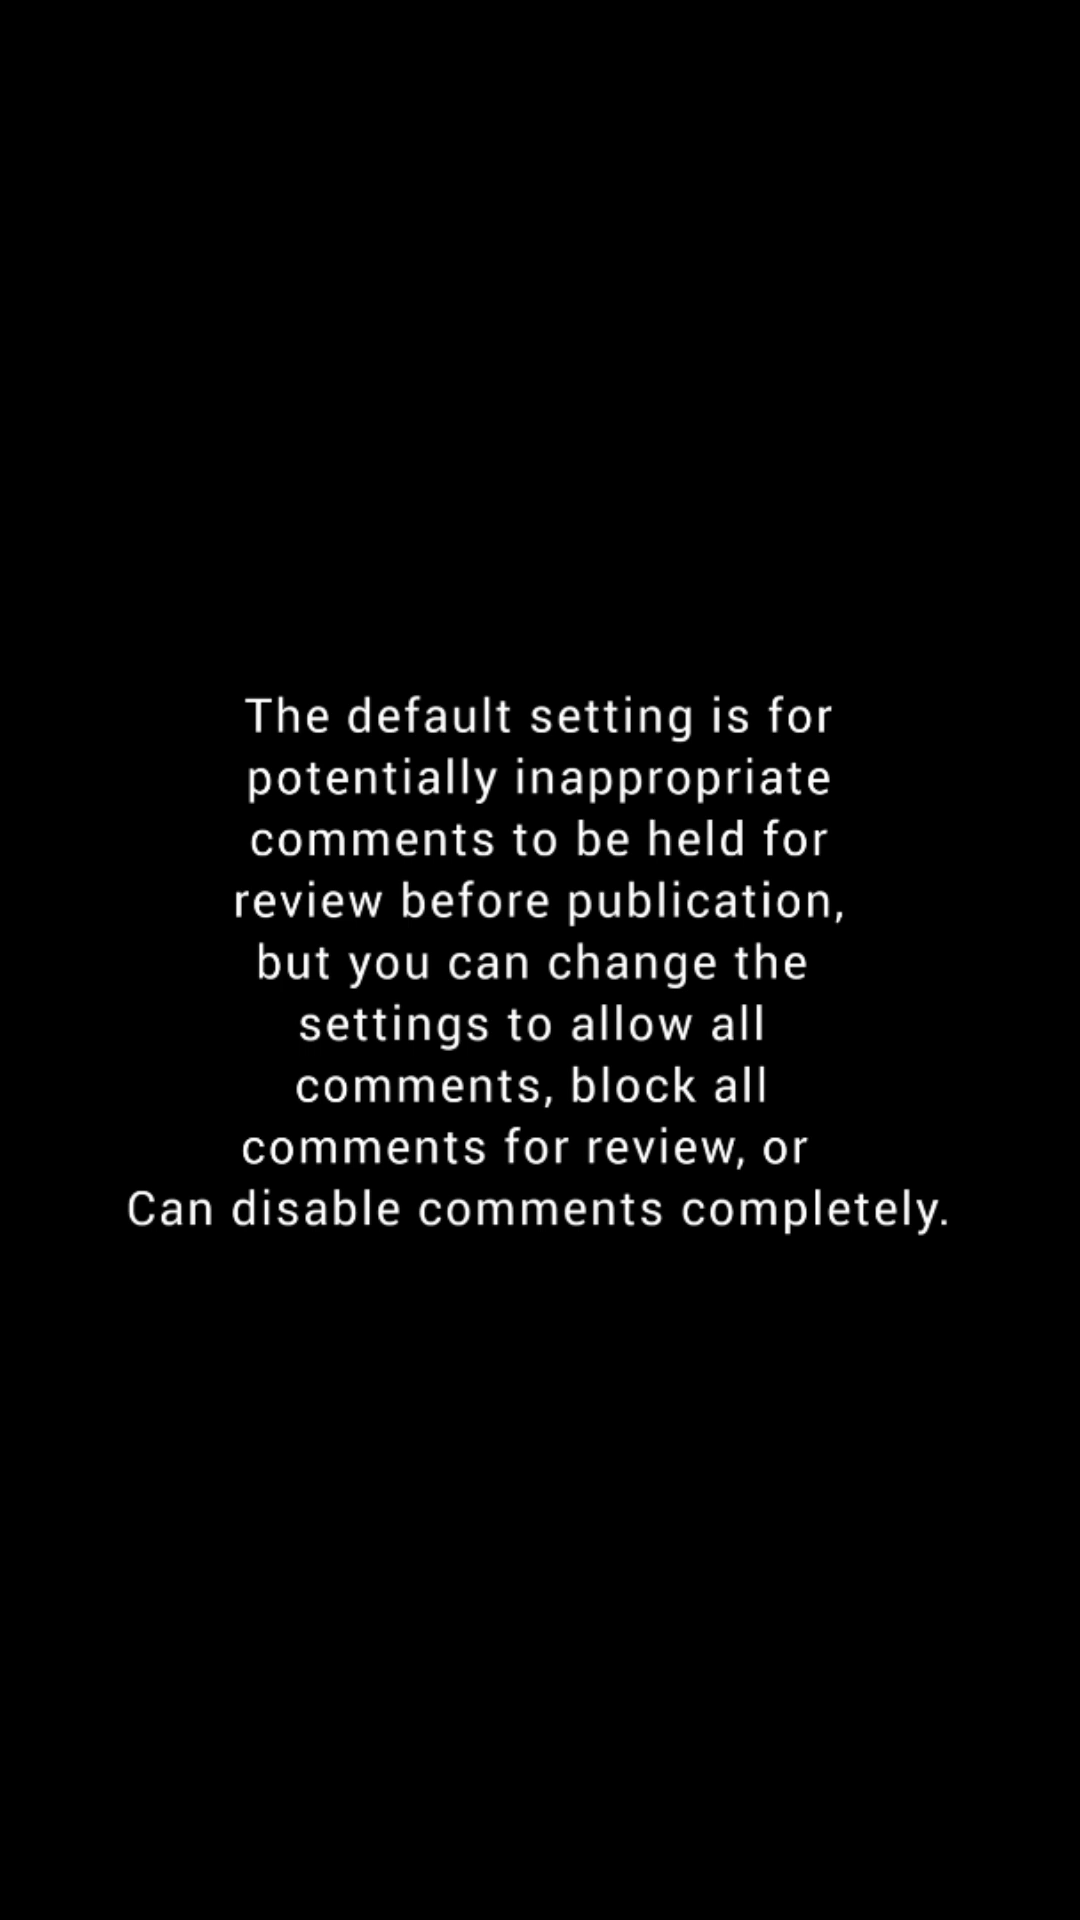 The default setting is for
potentially inappropriate
comments to be held for
review before publication,
but you can change the
settings to allow all
comments, block all
comments for review, or
Can disable comments completely.